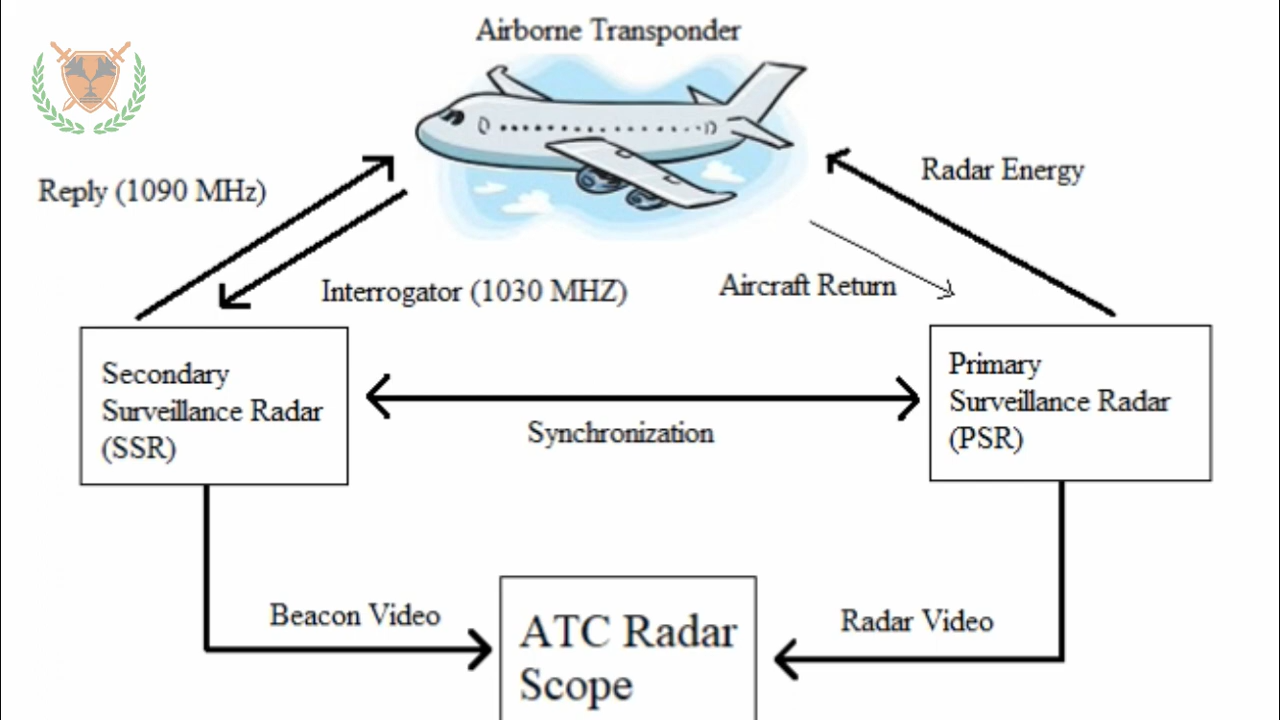 Airborne Transponder
Reply (1090 MHz)
Radar Energy
Interrogator (1030 MHZ)
Aircraft Return
Secondary
Surveillance Radar
(SSR)
Primary
Surveillance Radar
(PSR)
Synchronization
Beacon Video
Radar Video
ATC Radar
Scope